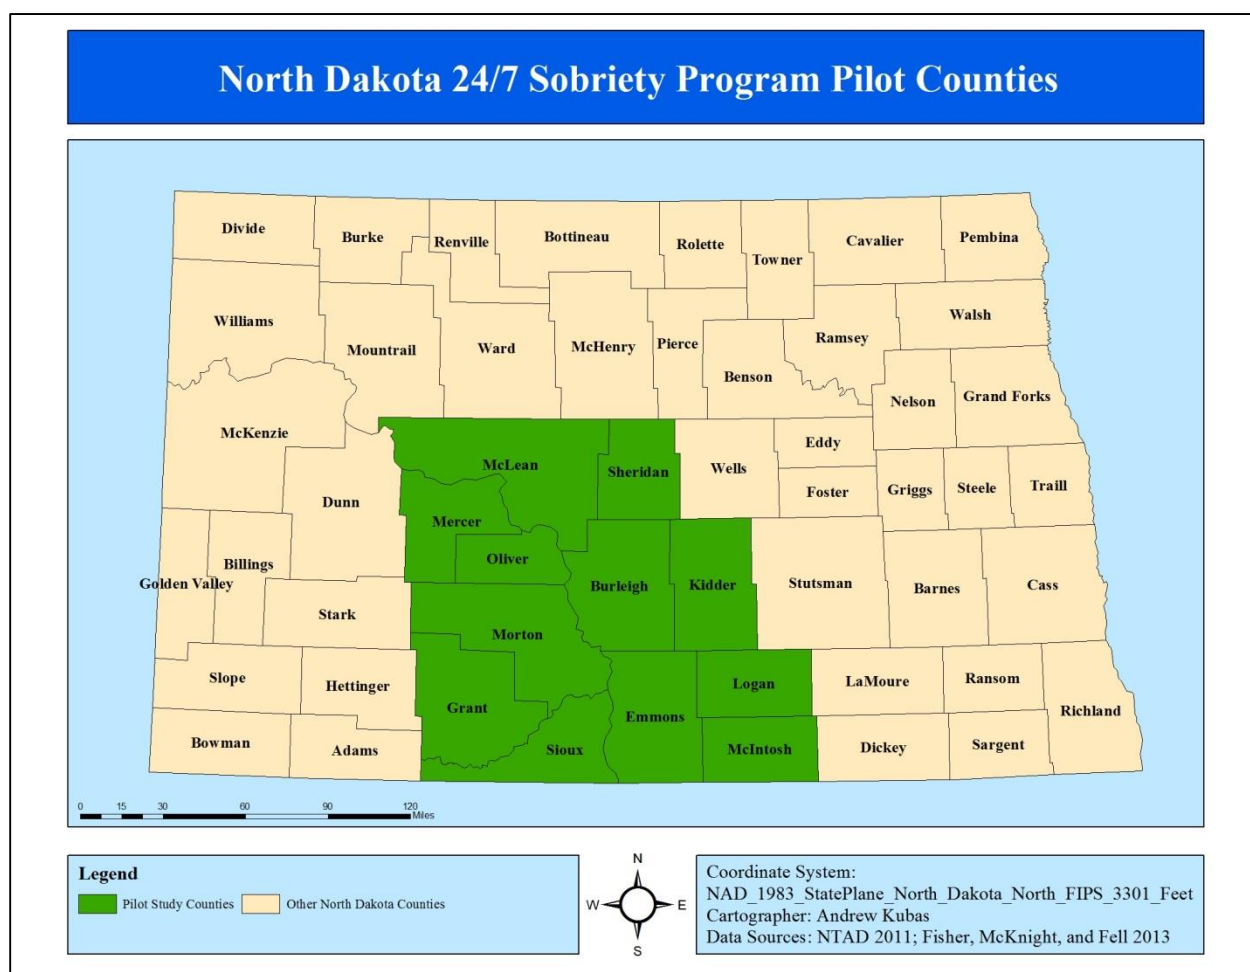 North Dakota 24/7 Sobriety Program Pilot Counties
Divide
Burke
Renville
Bottineau
Rolette
Towner
Cavalier
Pembina
Williams
Mountrail
Ward
McHenry
Pierce
Benson
Ramsey
Walsh
Nelson
Grand Forks
McKenzie
Dunn
McLean
Sheridan
Wells
Eddy
Foster
Griggs
Steele
Traill
Mercer
Oliver
Golden Valley
Billings
Stark
Burleigh
Kidder
Stutsman
Barnes
Cass
Morton
Slope
Hettinger
Grant
Emmons
Logan
LaMoure
Ransom
Richland
Bowman
Adams
Sioux
McIntosh
Dickey
Sargent
0 15 30 60 90 120
Miles
Legend
Pilot Study Counties
Other North Dakota Counties
N
W
E
S
Coordinate System:
NAD_1983_StatePlane_North_Dakota_North_FIPS_3301_Feet
Cartographer: Andrew Kubas
Data Sources: NTAD 2011; Fisher, McKnight, and Fell 2013